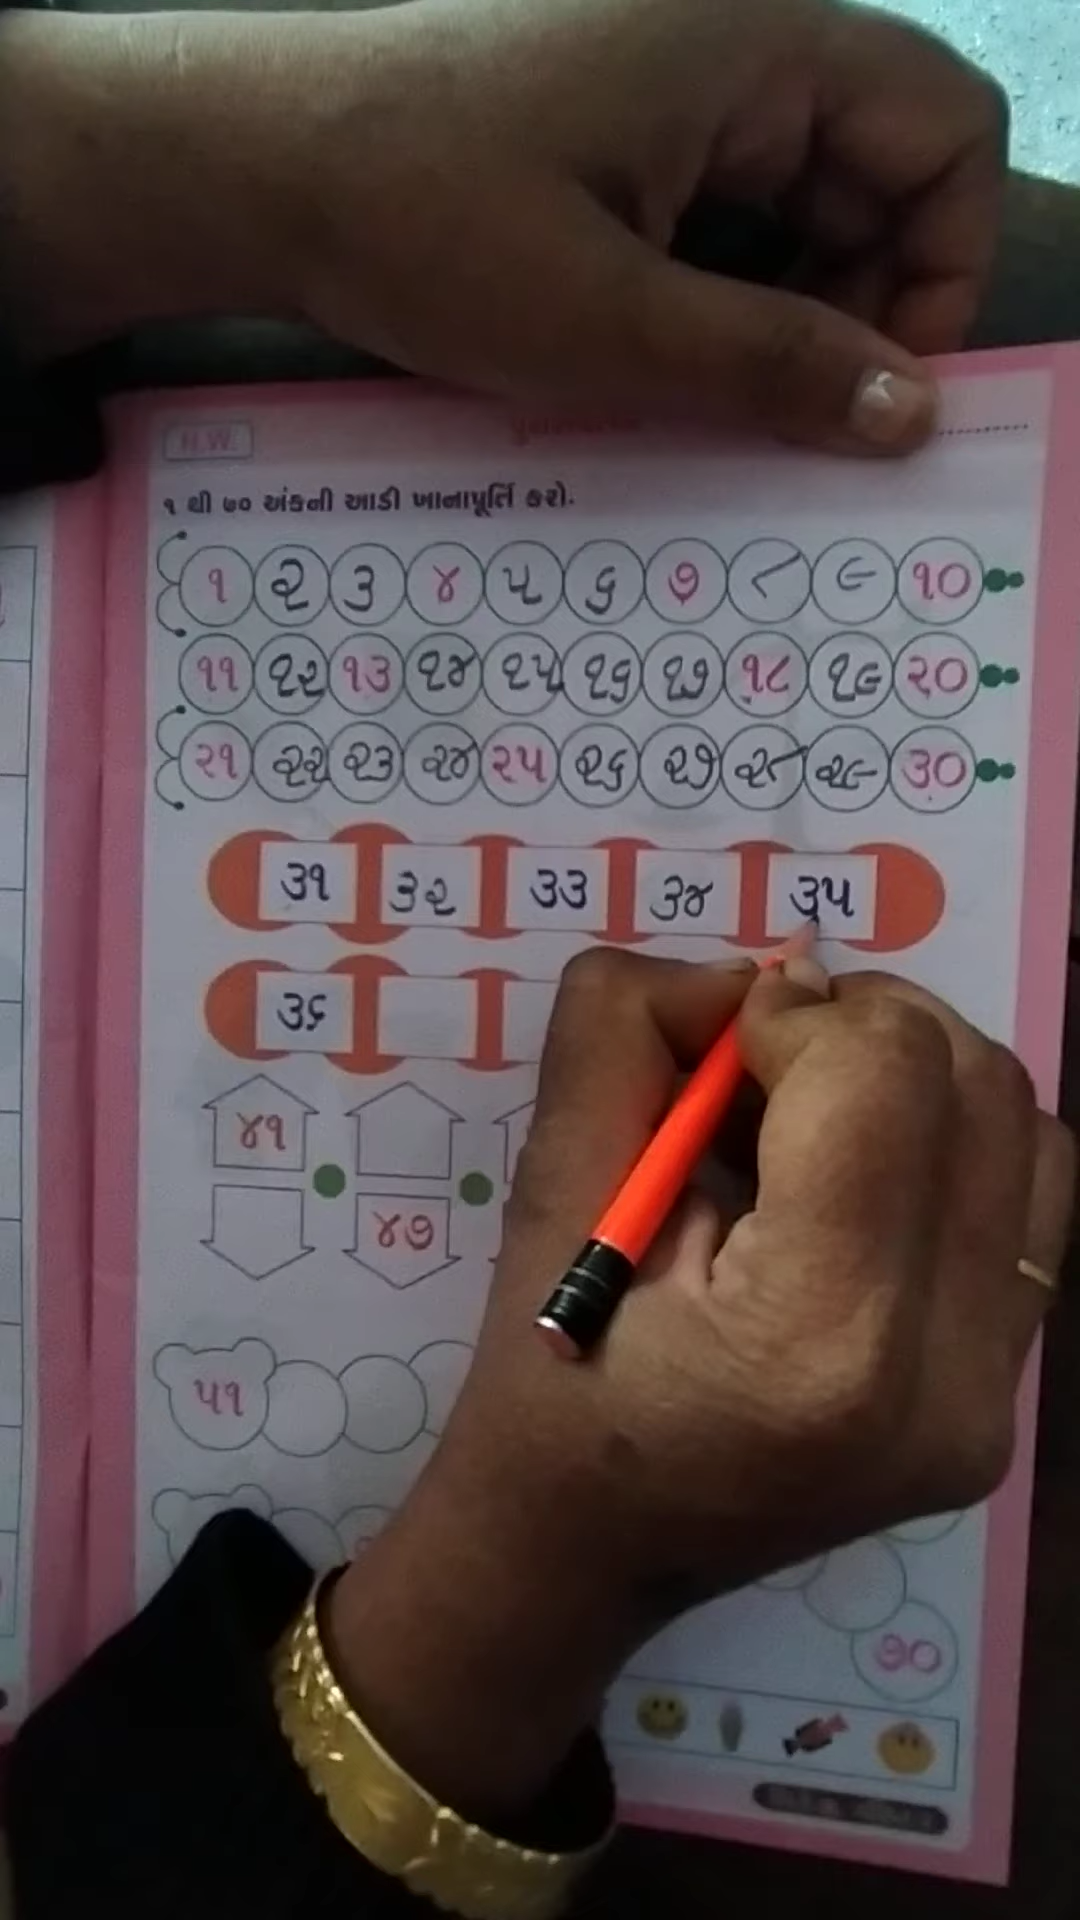 H.W.
૧ થી ૭૦ અંકની આડી ખાનાપૂર્તિ કરો.
૧ ૨ ૩ ૪ ૫ ૬ ૭ ૮ ૯ ૧૦
૧૧ ૧૨ ૧૩ ૧૪ ૧૫ ૧૬ ૧૭ ૧૮ ૧૯ ૨૦
૨૧ ૨૨ ૨૩ ૨૪ ૨૫ ૨૬ ૨૭ ૨૮ ૨૯ ૩૦
૩૧ ૩૨ ૩૩ ૩૪ ૩૫
૩૬
૪૧
૪૭
૫૧
૭૦